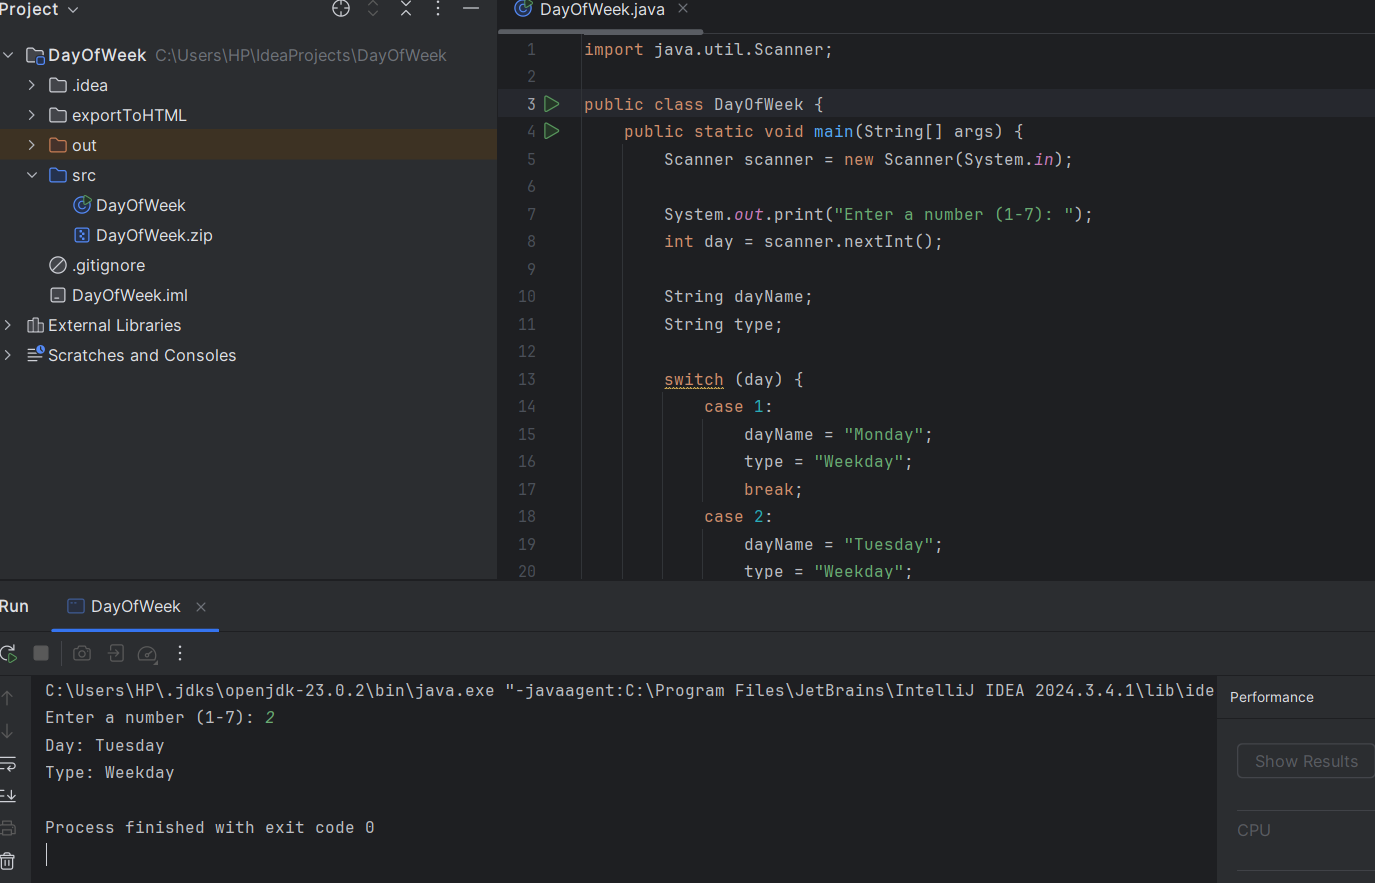 Project
DayOfWeek C:\Users\HP\IdeaProjects\DayOfWeek
.idea
exportToHTML
out
src
DayOfWeek
DayOfWeek.zip
.gitignore
DayOfWeek.iml
External Libraries
Scratches and Consoles
DayOfWeek.java
1 import java.util.Scanner;
2
3 public class DayOfWeek {
4 public static void main(String[] args) {
5 Scanner scanner = new Scanner(System.in);
6
7 System.out.print("Enter a number (1-7): ");
8 int day = scanner.nextInt();
9
10 String dayName;
11 String type;
12
13 switch (day) {
14 case 1:
15 dayName = "Monday";
16 type = "Weekday";
17 break;
18 case 2:
19 dayName = "Tuesday";
20 type = "Weekday";
Run DayOfWeek
C:\Users\HP\.jdks\openjdk-23.0.2\bin\java.exe "-javaagent:C:\Program Files\JetBrains\IntelliJ IDEA 2024.3.4.1\lib\ide
Enter a number (1-7): 2
Day: Tuesday
Type: Weekday
Process finished with exit code 0
Performance
Show Results
CPU